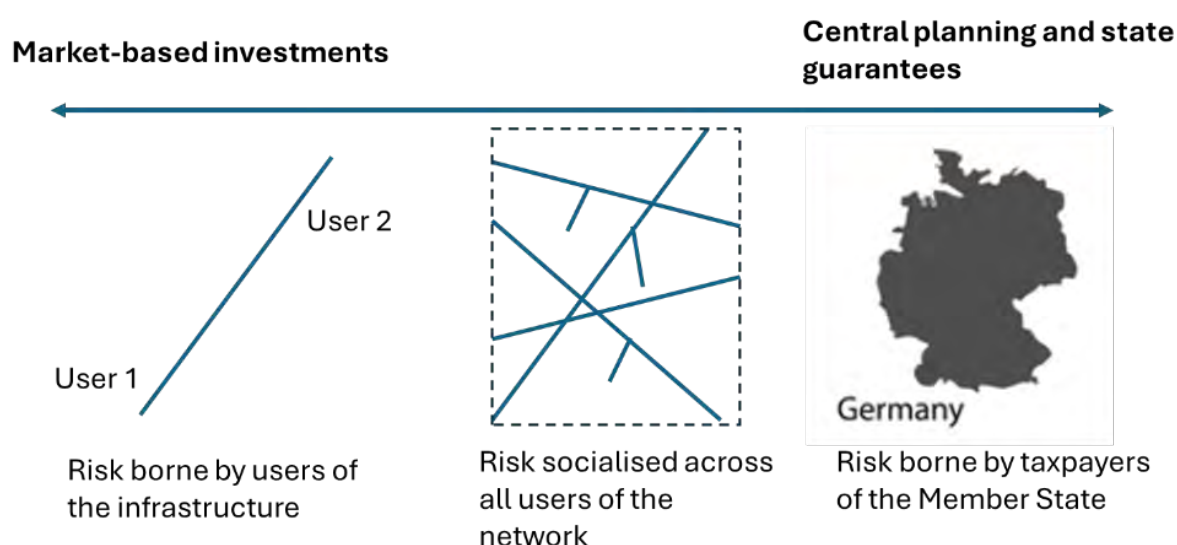 Market-based investments
Central planning and state
guarantees
User 2
User 1
Germany
Risk borne by users of
the infrastructure
Risk socialised across
all users of the
network
Risk borne by taxpayers
of the Member State